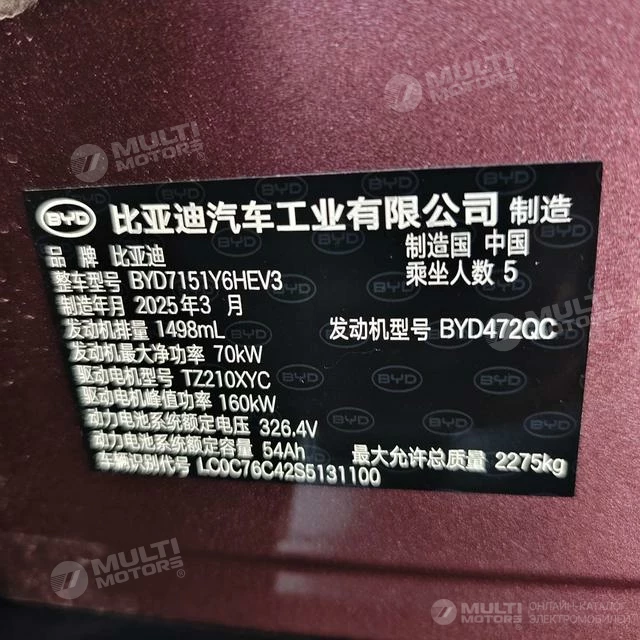 MULTI
MOTORS®
MULTI
MOTORS®
BYD 比亚迪汽车工业有限公司 制造
品 牌 比亚迪
制造国 中国
整车型号 BYD7151Y6HEV3
乘坐人数 5
制造年月 2025年3 月
发动机排量 1498mL
发动机型号 BYD472QC
发动机最大净功率 70kW
驱动电机型号 TZ210XYC
驱动电机峰值功率 160kW
动力电池系统额定电压 326.4V
动力电池系统额定容量 54Ah
最大允许总质量 2275kg
车辆识别代号 LC0C76C42S5131100
MULTI
MOTORS®
MULTI
MOTORS
ОНЛАЙН-КАТАЛОГ
ЭЛЕКТРОМОБИЛЕЙ